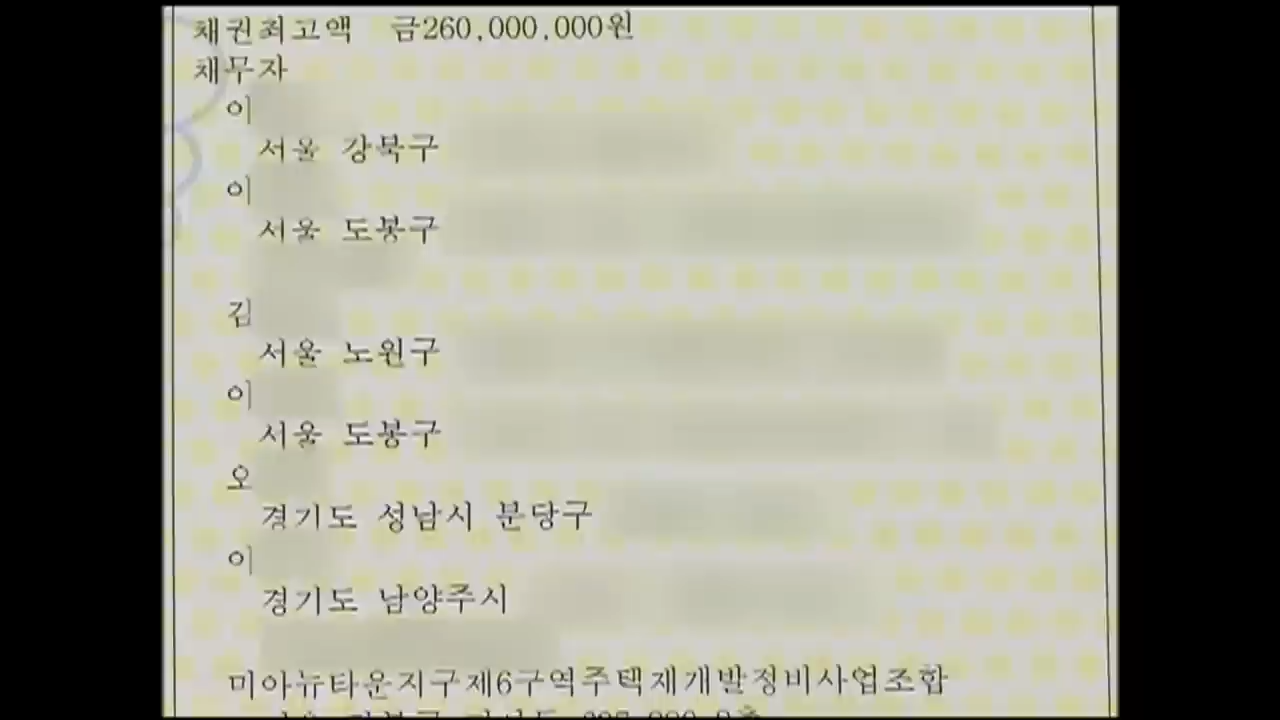 채권최고액 금260,000,000원
채무자
이
서울 강북구
이
서울 도봉구
김
서울 노원구
이
서울 도봉구
오
경기도 성남시 분당구
이
경기도 남양주시
미아뉴타운지구제6구역주택재개발정비사업조합